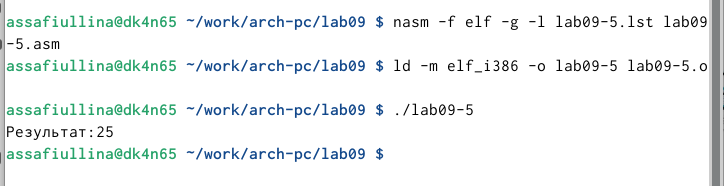 assafiullina@dk4n65 ~/work/arch-pc/lab09 $ nasm -f elf -g -l lab09-5.lst lab09
-5.asm
assafiullina@dk4n65 ~/work/arch-pc/lab09 $ ld -m elf_i386 -o lab09-5 lab09-5.o
assafiullina@dk4n65 ~/work/arch-pc/lab09 $ ./lab09-5
Результат:25
assafiullina@dk4n65 ~/work/arch-pc/lab09 $